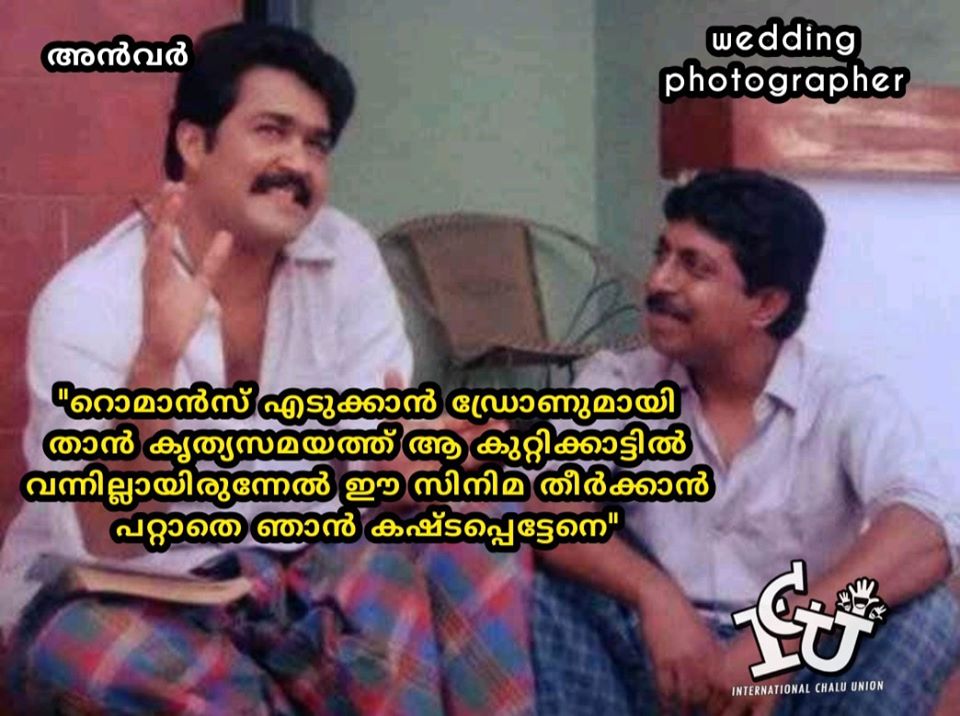 അൻവർ
wedding
photographer
"റൊമാൻസ് എടുക്കാൻ ഡ്രോണുമായി
താൻ കൃത്യസമയത്ത് ആ കുറ്റിക്കാട്ടിൽ
വന്നില്ലായിരുന്നേൽ ഈ സിനിമ തീർക്കാൻ
പറ്റാതെ ഞാൻ കഷ്ടപ്പെട്ടേനെ"
ICU
INTERNATIONAL CHALU UNION